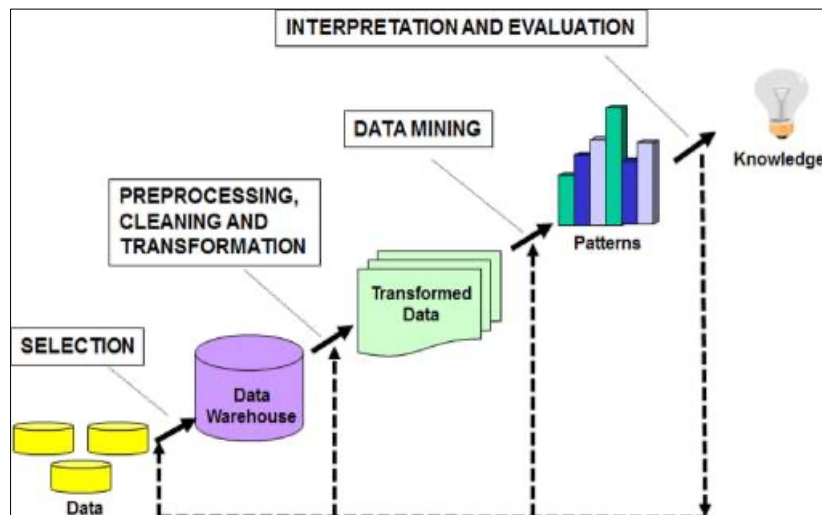 INTERPRETATION AND EVALUATION
Knowledge
DATA MINING
Patterns
PREPROCESSING,
CLEANING AND
TRANSFORMATION
Transformed
Data
SELECTION
Data
Warehouse
Data